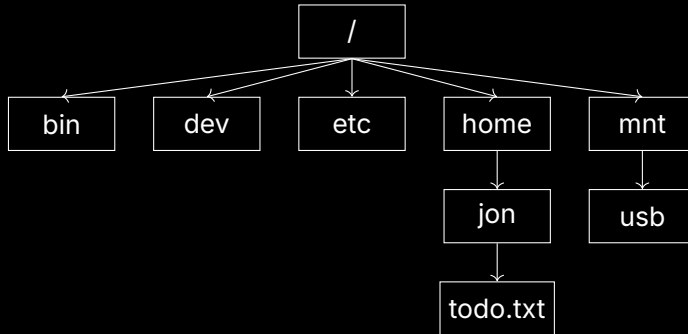 /
bin dev etc home mnt
jon usb
todo.txt